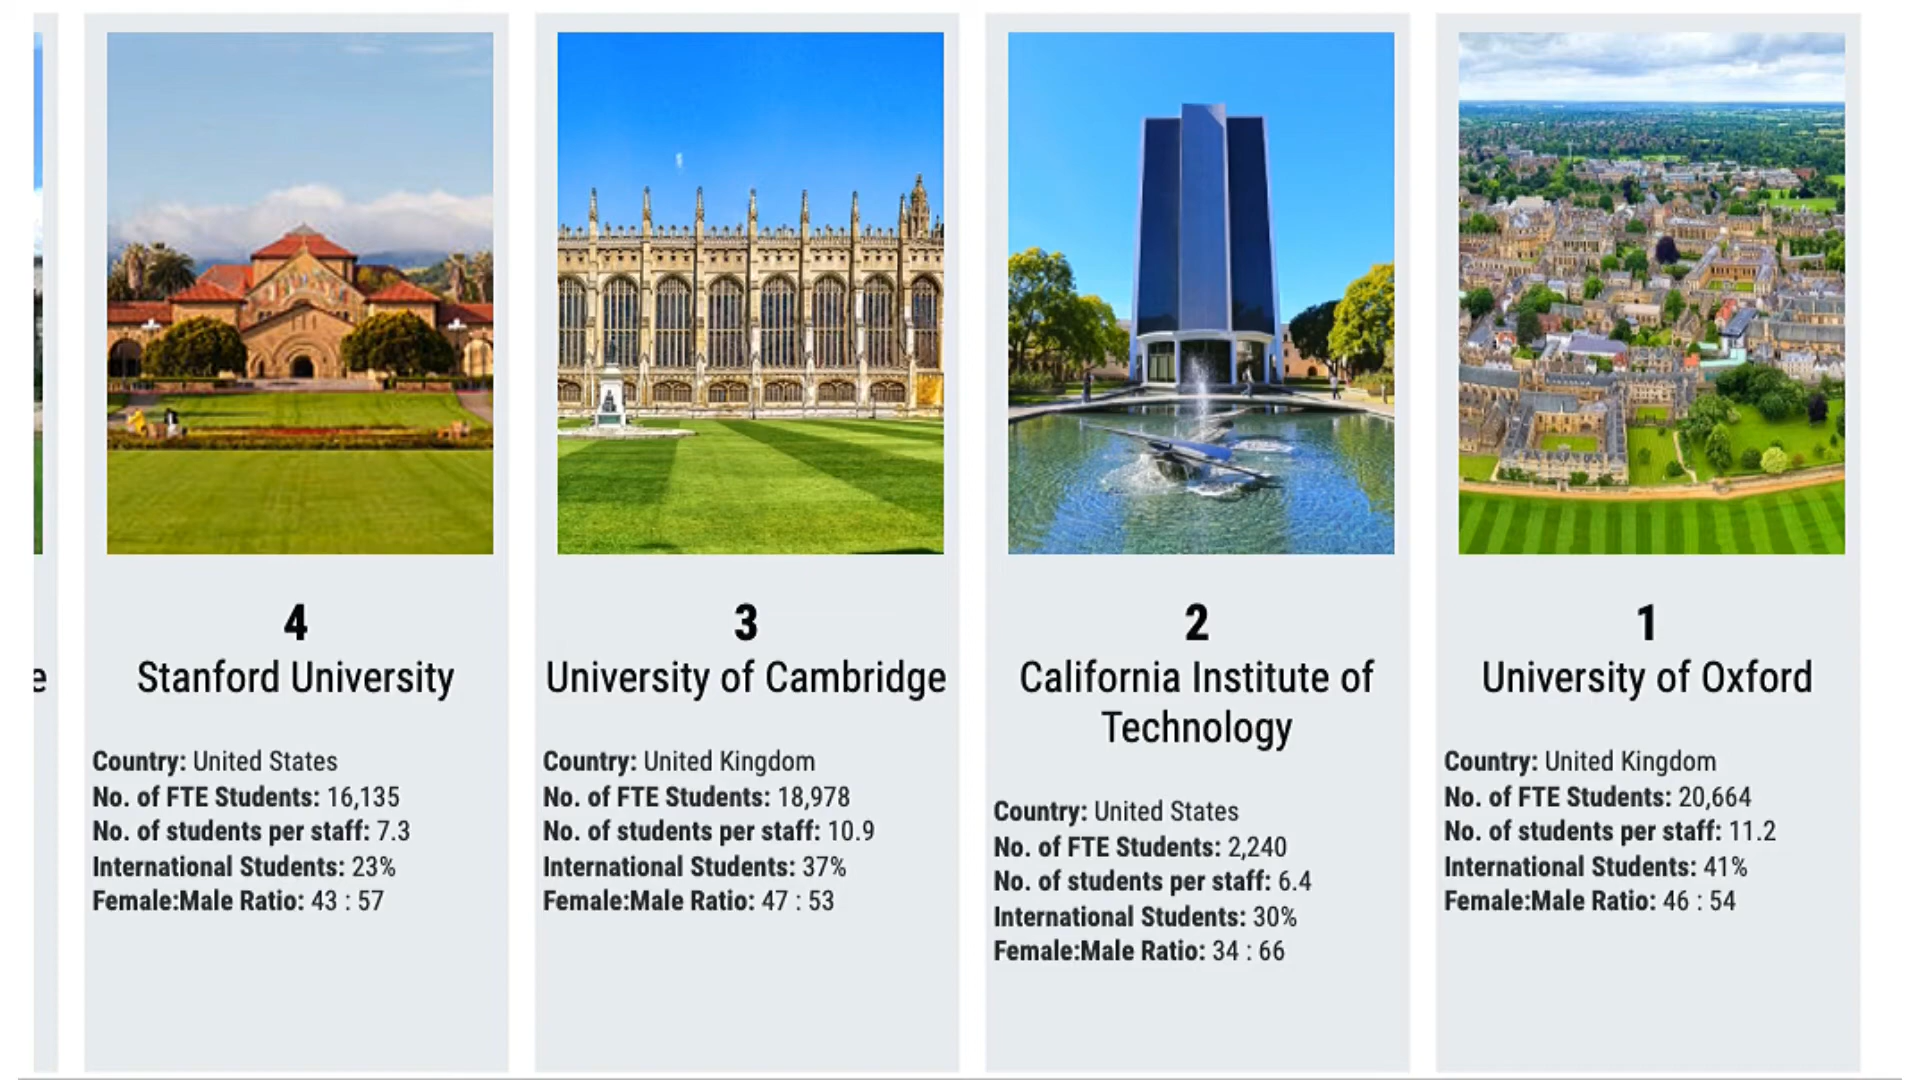 e
4
Stanford University
Country: United States
No. of FTE Students: 16,135
No. of students per staff: 7.3
International Students: 23%
Female:Male Ratio: 43 : 57
3
University of Cambridge
Country: United Kingdom
No. of FTE Students: 18,978
No. of students per staff: 10.9
International Students: 37%
Female:Male Ratio: 47 : 53
2
California Institute of
Technology
Country: United States
No. of FTE Students: 2,240
No. of students per staff: 6.4
International Students: 30%
Female:Male Ratio: 34 : 66
1
University of Oxford
Country: United Kingdom
No. of FTE Students: 20,664
No. of students per staff: 11.2
International Students: 41%
Female:Male Ratio: 46 : 54